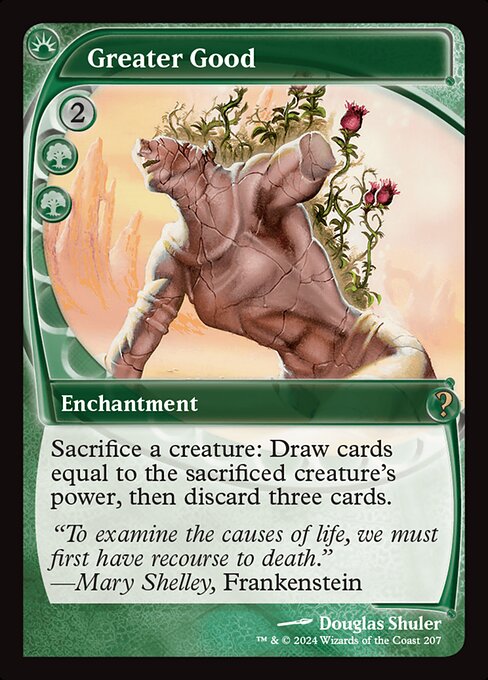 Greater Good
2
Enchantment
?
Sacrifice a creature: Draw cards
equal to the sacrificed creature's
power, then discard three cards.
“To examine the causes of life, we must
first have recourse to death.”
—Mary Shelley, Frankenstein
Douglas Shuler
™ & © 2024 Wizards of the Coast 207